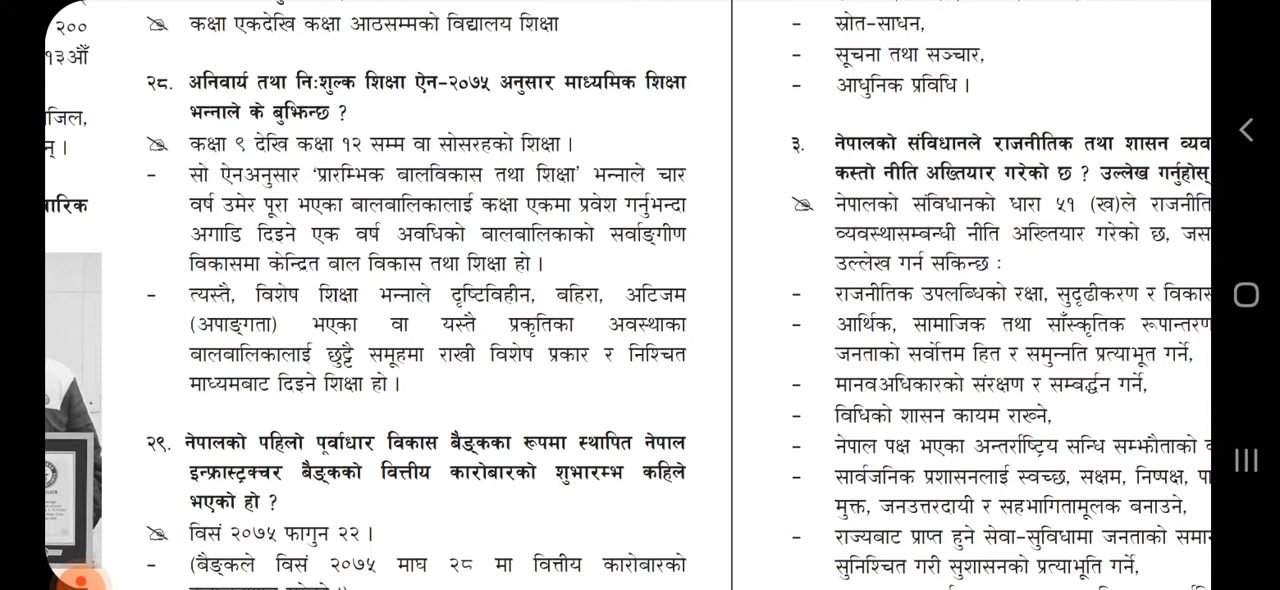 २००
१३औँ
जिल,
न् ।
वारिक
कक्षा एकदेखि कक्षा आठसम्मको विद्यालय शिक्षा
२८. अनिवार्य तथा निःशुल्क शिक्षा ऐन-२०७५ अनुसार माध्यमिक शिक्षा
भन्नाले के बुझिन्छ ?
कक्षा ९ देखि कक्षा १२ सम्म वा सोसरहको शिक्षा ।
- सो ऐनअनुसार ‘प्रारम्भिक बालविकास तथा शिक्षा’ भन्नाले चार
वर्ष उमेर पूरा भएका बालबालिकालाई कक्षा एकमा प्रवेश गर्नुभन्दा
अगाडि दिइने एक वर्ष अवधिको बालबालिकाको सर्वाङ्गीण
विकासमा केन्द्रित बाल विकास तथा शिक्षा हो ।
- त्यस्तै, विशेष शिक्षा भन्नाले दृष्टिविहीन, बहिरा, अटिजम
(अपाङ्गता) भएका वा यस्तै प्रकृतिका अवस्थाका
बालबालिकालाई छुट्टै समूहमा राखी विशेष प्रकार र निश्चित
माध्यमबाट दिइने शिक्षा हो ।
२९. नेपालको पहिलो पूर्वाधार विकास बैङ्कका रूपमा स्थापित नेपाल
इन्फ्रास्ट्रक्चर बैङ्कको वित्तीय कारोबारको शुभारम्भ कहिले
भएको हो ?
विसं २०७५ फागुन २२ ।
- (बैङ्कले विसं २०७५ माघ २८ मा वित्तीय कारोबारको
- स्रोत-साधन,
- सूचना तथा सञ्चार,
- आधुनिक प्रविधि ।
३. नेपालको संविधानले राजनीतिक तथा शासन व्यव
कस्तो नीति अख्तियार गरेको छ ? उल्लेख गर्नुहोस्
नेपालको संविधानको धारा ५१ (ख)ले राजनीति
व्यवस्थासम्बन्धी नीति अख्तियार गरेको छ, जस
उल्लेख गर्न सकिन्छ :
- राजनीतिक उपलब्धिको रक्षा, सुदृढीकरण र विकास
- आर्थिक, सामाजिक तथा साँस्कृतिक रूपान्तरण
जनताको सर्वोत्तम हित र समुन्नति प्रत्याभूत गर्ने,
- मानवअधिकारको संरक्षण र सम्बर्द्धन गर्ने,
- विधिको शासन कायम राख्ने,
- नेपाल पक्ष भएका अन्तर्राष्ट्रिय सन्धि सम्झौताको
- सार्वजनिक प्रशासनलाई स्वच्छ, सक्षम, निष्पक्ष, पा
मुक्त, जनउत्तरदायी र सहभागितामूलक बनाउने,
- राज्यबाट प्राप्त हुने सेवा-सुविधामा जनताको समा
सुनिश्चित गरी सुशासनको प्रत्याभूति गर्ने,